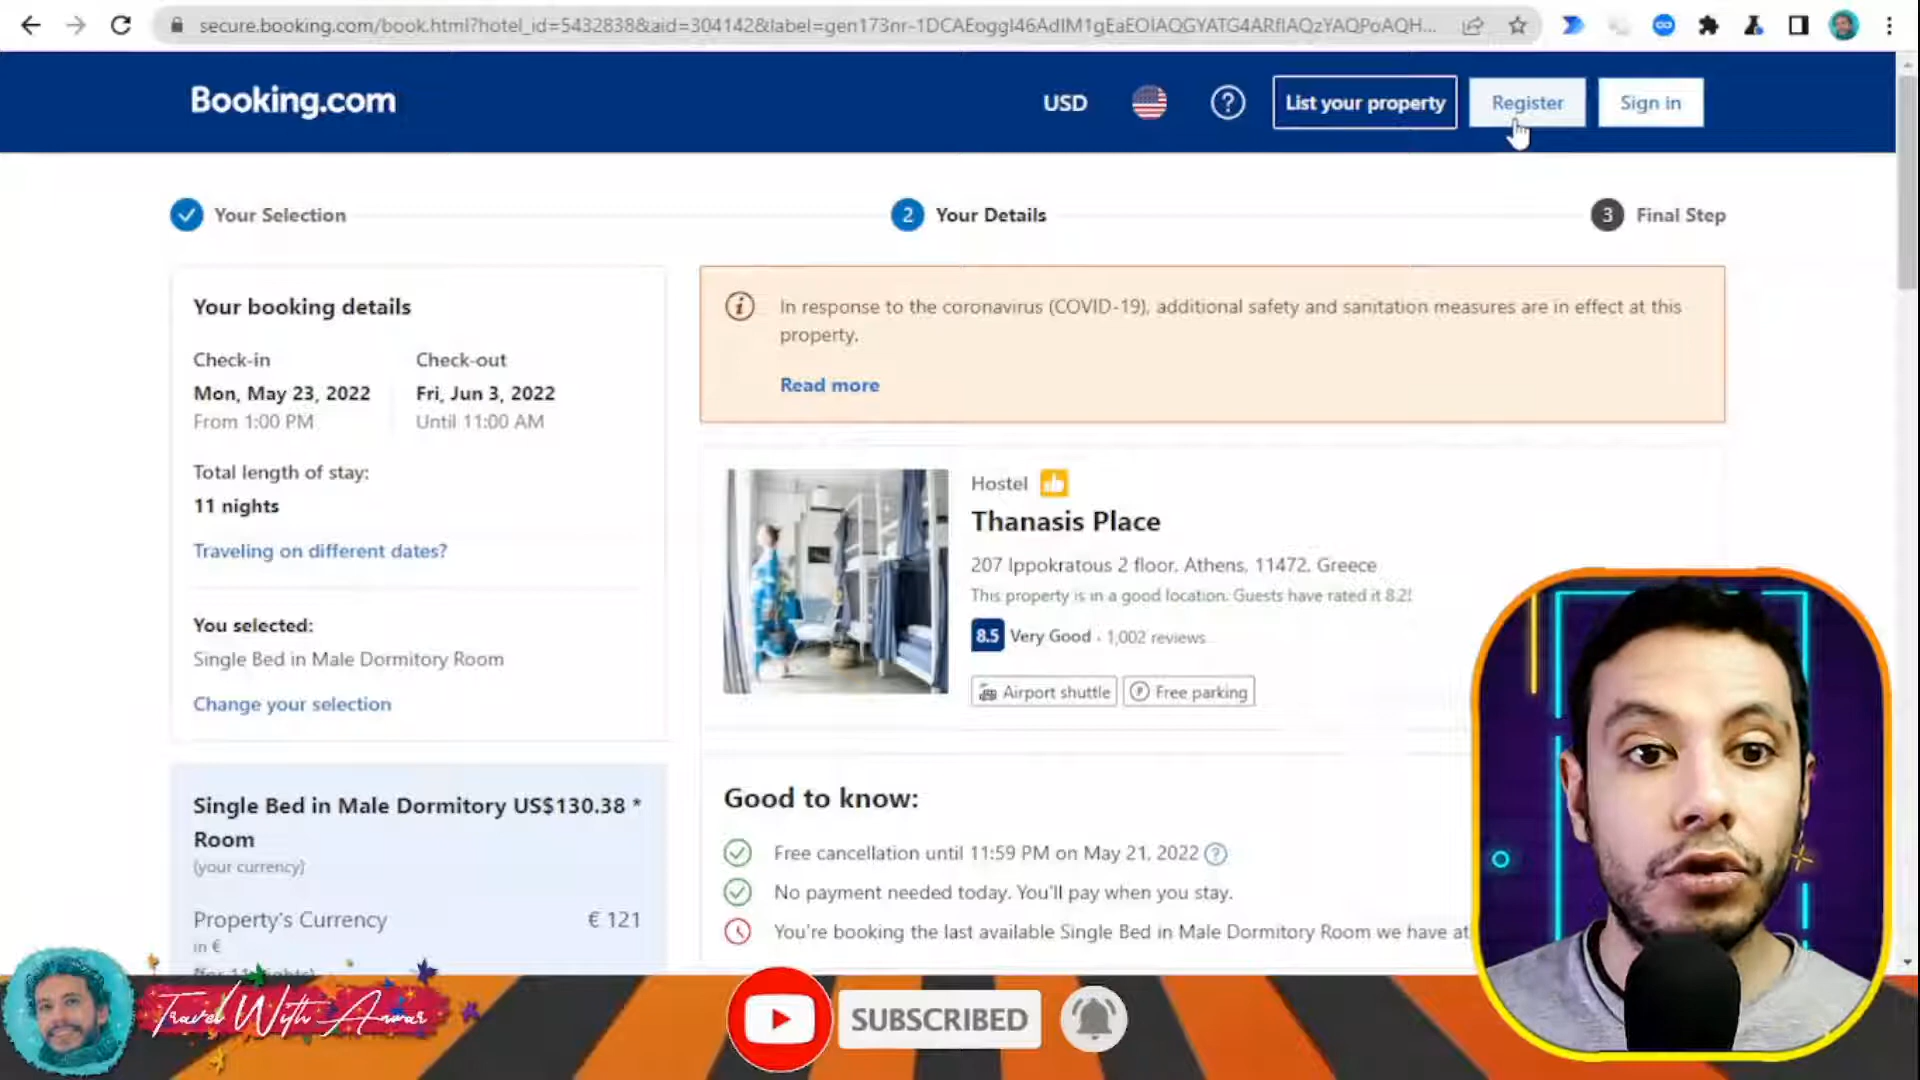 secure.booking.com/book.html?hotel_id=5432838&aid=304142&label=gen173nr-
Booking.com
USD
?
List your property
Register
Sign in
Your Selection
2 Your Details
3 Final Step
Your booking details
Check-in
Mon, May 23, 2022
From 1:00 PM
Check-out
Fri, Jun 3, 2022
Until 11:00 AM
Total length of stay:
11 nights
Traveling on different dates?
You selected:
Single Bed in Male Dormitory Room
Change your selection
Single Bed in Male Dormitory US$130.38 *
Room
(your currency)
Property's Currency € 121
in €
In response to the coronavirus (COVID-19), additional safety and sanitation measures are in effect at this
property.
Read more
Hostel
Thanasis Place
207 Ippokratous 2 floor, Athens, 11472, Greece
This property is in a good location. Guests have rated it 8.2!
8.5 Very Good · 1,002 reviews
Airport shuttle
Free parking
Good to know:
Free cancellation until 11:59 PM on May 21, 2022 ?
No payment needed today. You'll pay when you stay.
You're booking the last available Single Bed in Male Dormitory Room we have at
Travel With Anwar
SUBSCRIBED